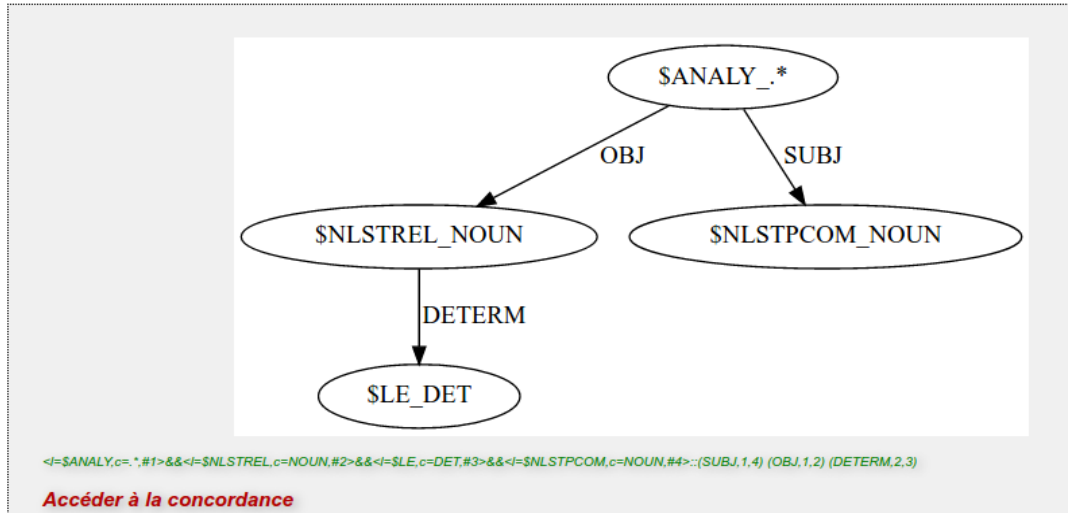 $ANALY_.*
OBJ
SUBJ
$NLSTREL_NOUN
$NLSTPCOM_NOUN
DETERM
$LE_DET
<l=$ANALY,c=.*,#1>&&<l=$NLSTREL,c=NOUN,#2>&&<l=$LE,c=DET,#3>&&<l=$NLSTPCOM,c=NOUN,#4>::(SUBJ,1,4) (OBJ,1,2) (DETERM,2,3)
Accéder à la concordance